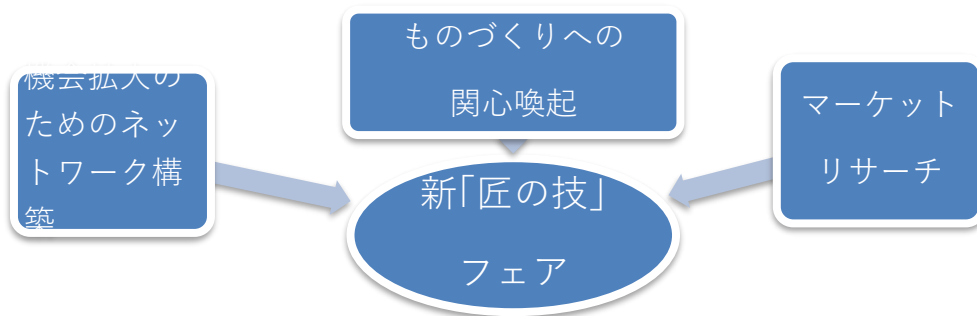 ものづくりへの
関心喚起
機会拡大の
ためのネッ
トワーク構
築
マーケット
リサーチ
新「匠の技」
フェア